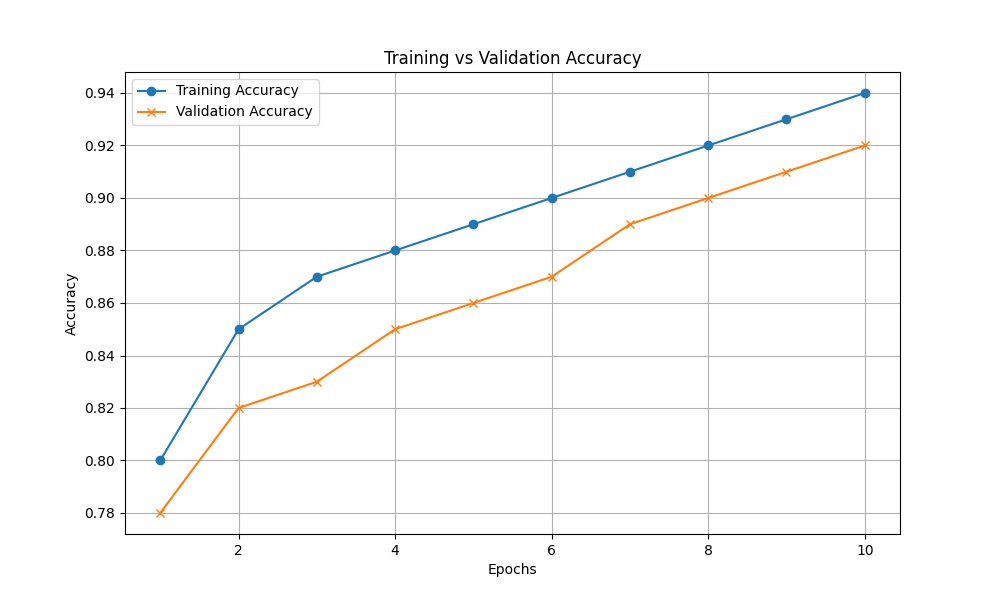 Training vs Validation Accuracy
Training Accuracy
Validation Accuracy
0.94
0.92
0.90
0.88
0.86
0.84
0.82
0.80
0.78
Accuracy
2 4 6 8 10
Epochs